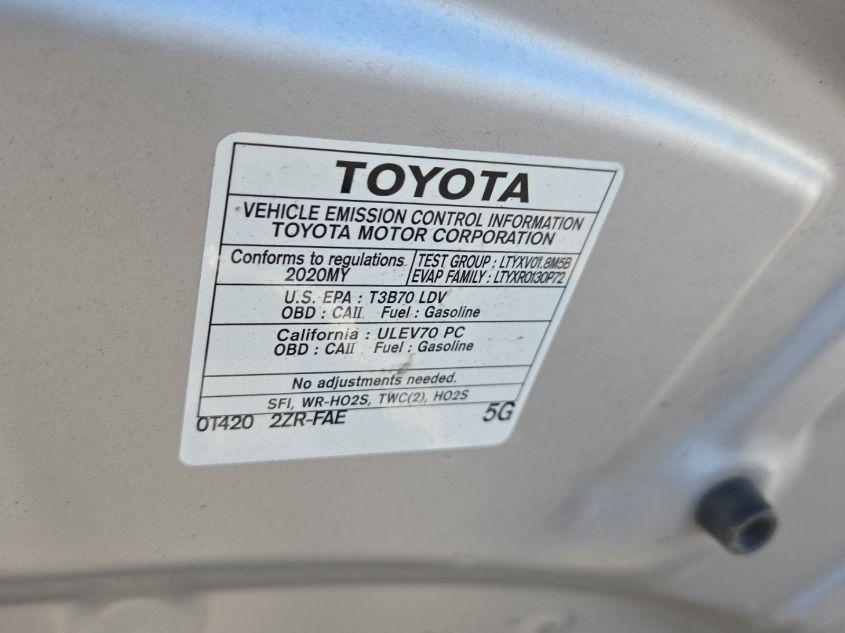 TOYOTA
VEHICLE EMISSION CONTROL INFORMATION
TOYOTA MOTOR CORPORATION
Conforms to regulations 2020MY
TEST GROUP : LTYXV01.8M5B
EVAP FAMILY : LTYXR0130P72
U.S. EPA : T3B70 LDV
OBD : CAII Fuel : Gasoline
California : ULEV70 PC
OBD : CAII Fuel : Gasoline
No adjustments needed.
SFI, WR-HO2S, TWC(2), HO2S
0T420 2ZR-FAE 5G